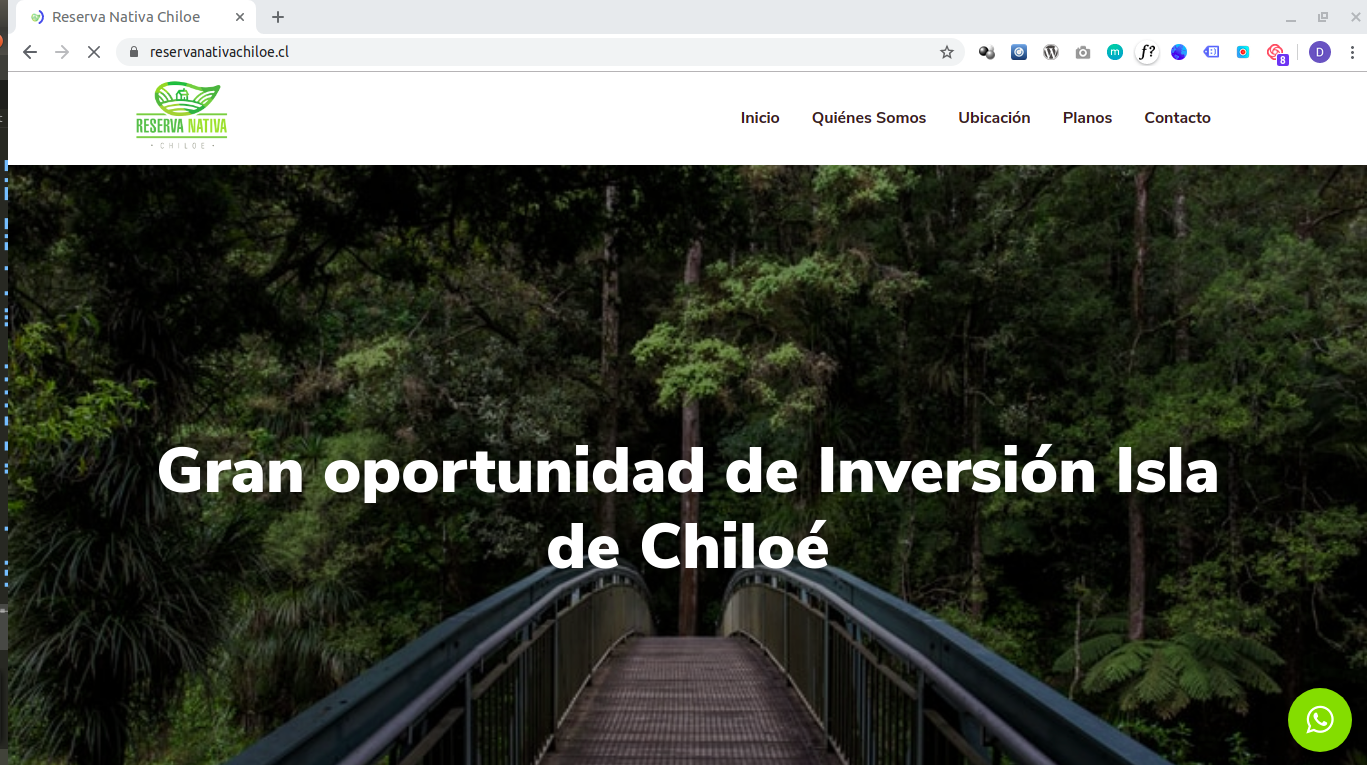 Reserva Nativa Chiloe
reservanativachiloe.cl
f?
m
8
D
RESERVA NATIVA
· CHILOE ·
Inicio
Quiénes Somos
Ubicación
Planos
Contacto
Gran oportunidad de Inversión Isla
de Chiloé